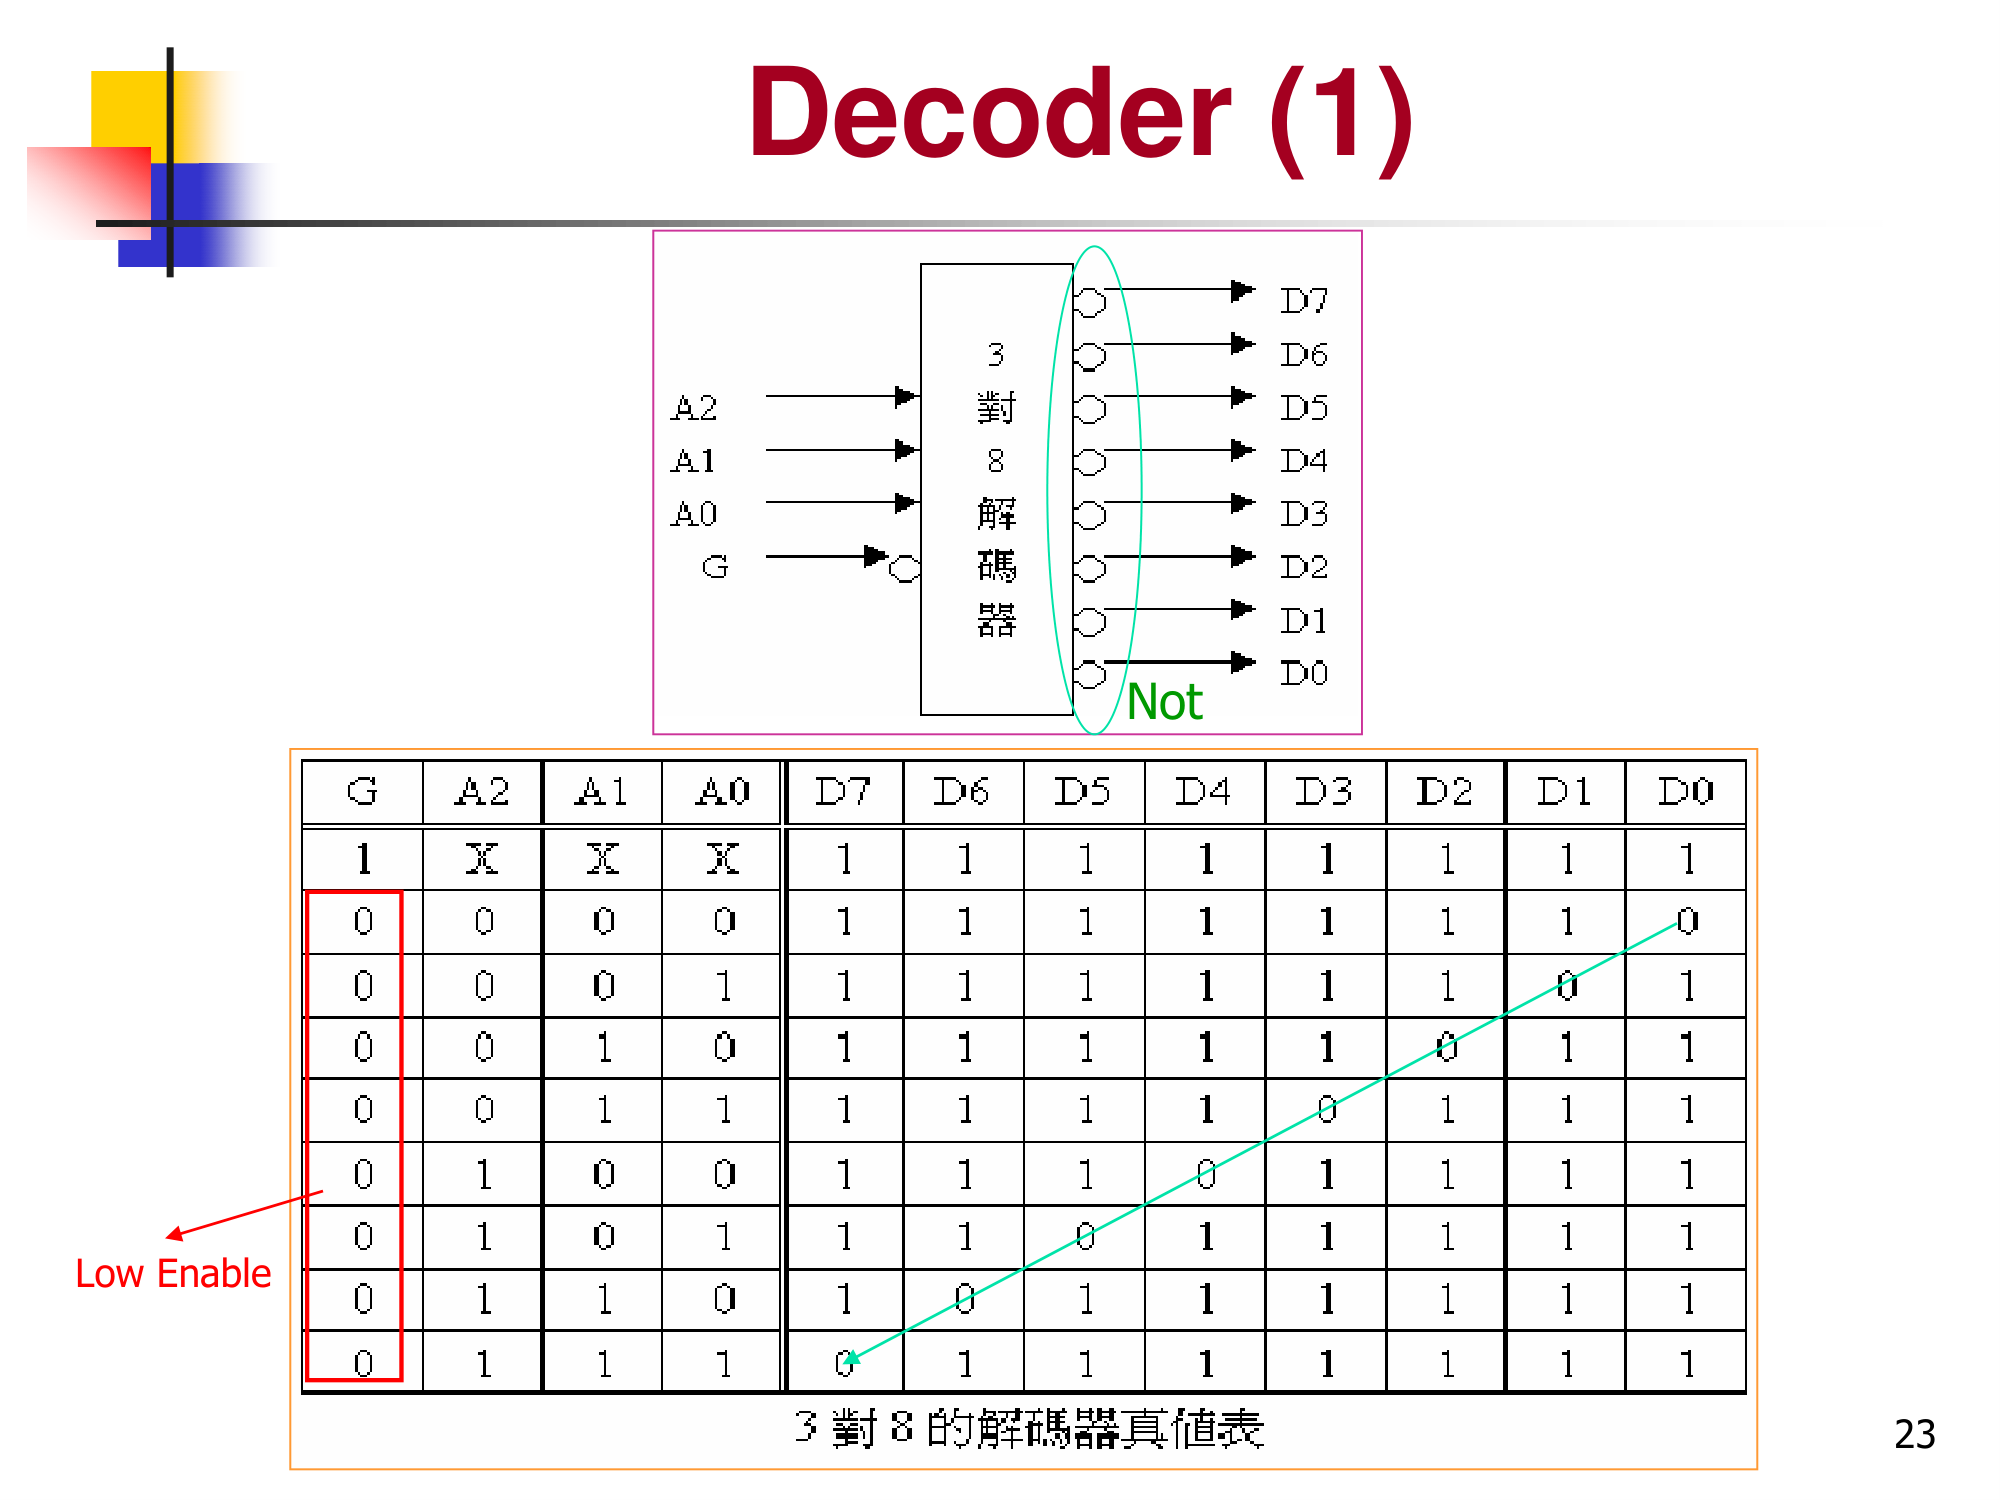 Decoder (1)
D7
3 D6
A2 對 D5
A1 8 D4
A0 解 D3
G 碼 D2
器 D1
D0
Not
G A2 A1 A0 D7 D6 D5 D4 D3 D2 D1 D0
1 X X X 1 1 1 1 1 1 1 1
0 0 0 0 1 1 1 1 1 1 1 0
0 0 0 1 1 1 1 1 1 1 0 1
0 0 1 0 1 1 1 1 1 0 1 1
0 0 1 1 1 1 1 1 0 1 1 1
0 1 0 0 1 1 1 0 1 1 1 1
0 1 0 1 1 1 0 1 1 1 1 1
0 1 1 0 1 0 1 1 1 1 1 1
0 1 1 1 0 1 1 1 1 1 1 1
Low Enable
3 對 8 的解碼器真值表
23